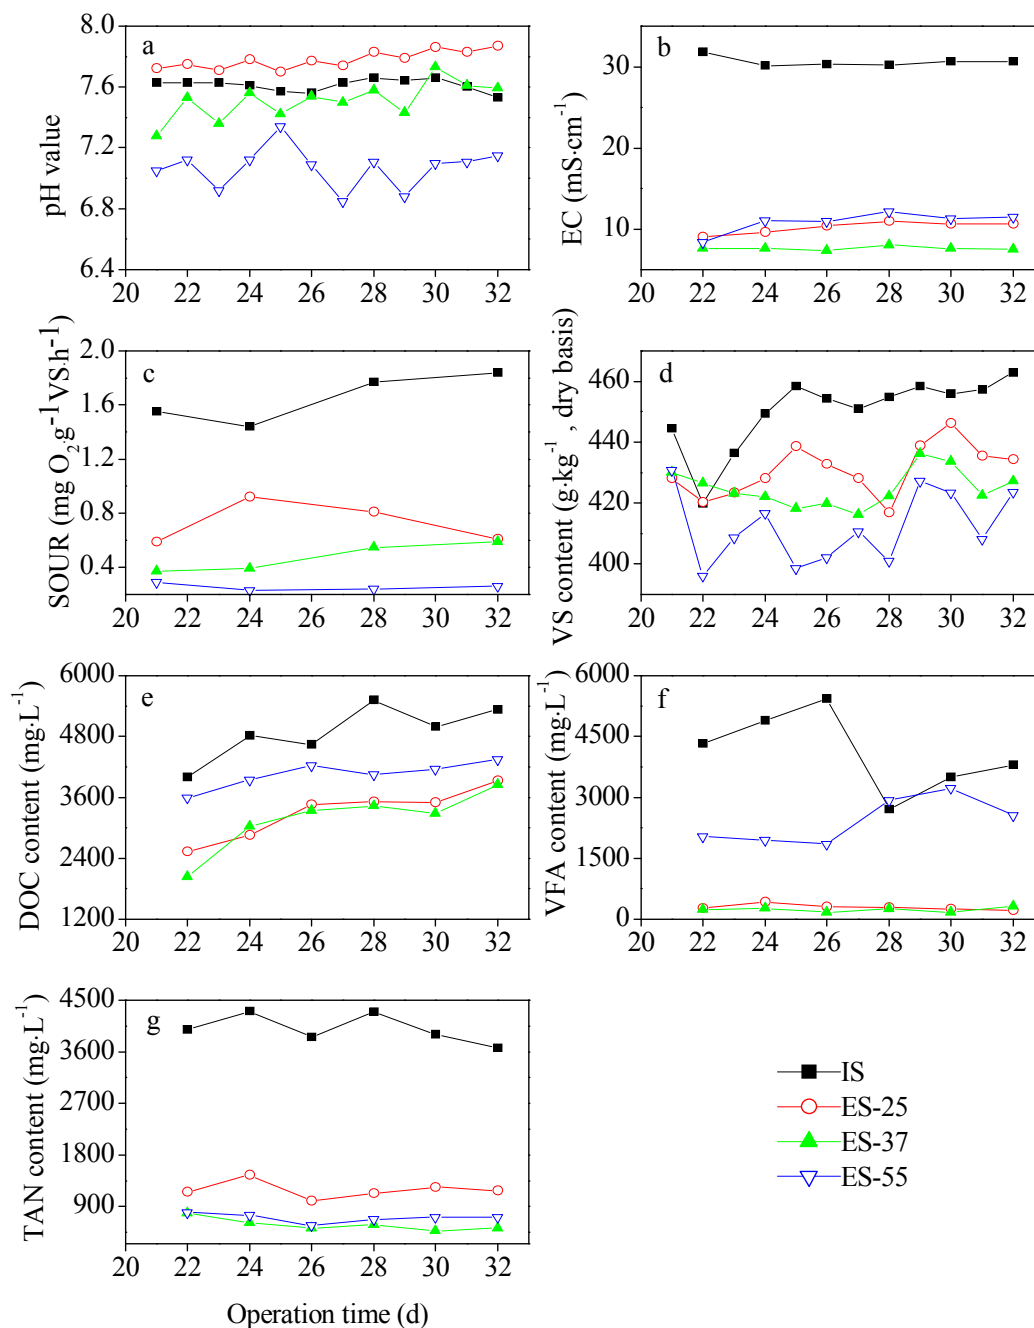 a
8.0
7.6
7.2
6.8
6.4
pH value
20 22 24 26 28 30 32
b
30
20
10
EC (mS·cm⁻¹)
20 22 24 26 28 30 32
c
2.0
1.6
1.2
0.8
0.4
SOUR (mg O₂·g⁻¹VS·h⁻¹)
20 22 24 26 28 30 32
d
460
440
420
400
VS content (g·kg⁻¹ , dry basis)
20 22 24 26 28 30 32
e
6000
4800
3600
2400
1200
DOC content (mg·L⁻¹)
20 22 24 26 28 30 32
f
6000
4500
3000
1500
0
VFA content (mg·L⁻¹)
20 22 24 26 28 30 32
g
4500
3600
2700
1800
900
TAN content (mg·L⁻¹)
20 22 24 26 28 30 32
Operation time (d)
IS
ES-25
ES-37
ES-55